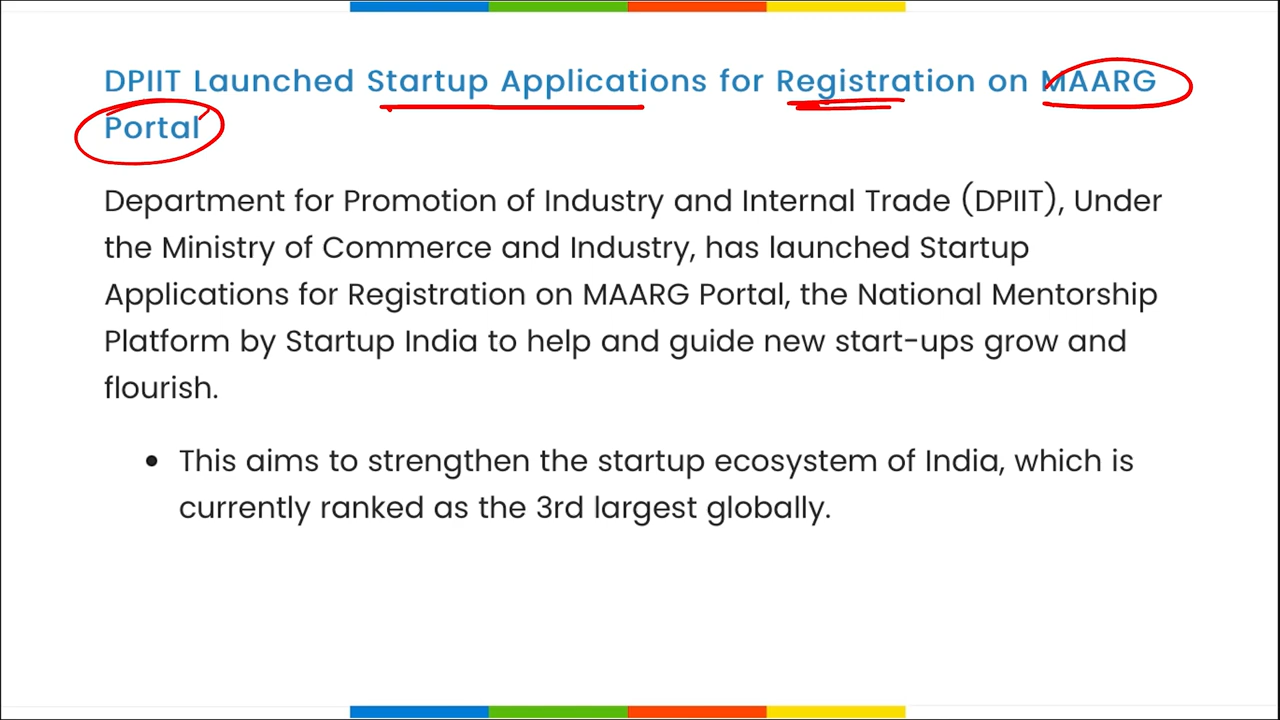 DPIIT Launched Startup Applications for Registration on MAARG
Portal
Department for Promotion of Industry and Internal Trade (DPIIT), Under
the Ministry of Commerce and Industry, has launched Startup
Applications for Registration on MAARG Portal, the National Mentorship
Platform by Startup India to help and guide new start-ups grow and
flourish.
• This aims to strengthen the startup ecosystem of India, which is
currently ranked as the 3rd largest globally.